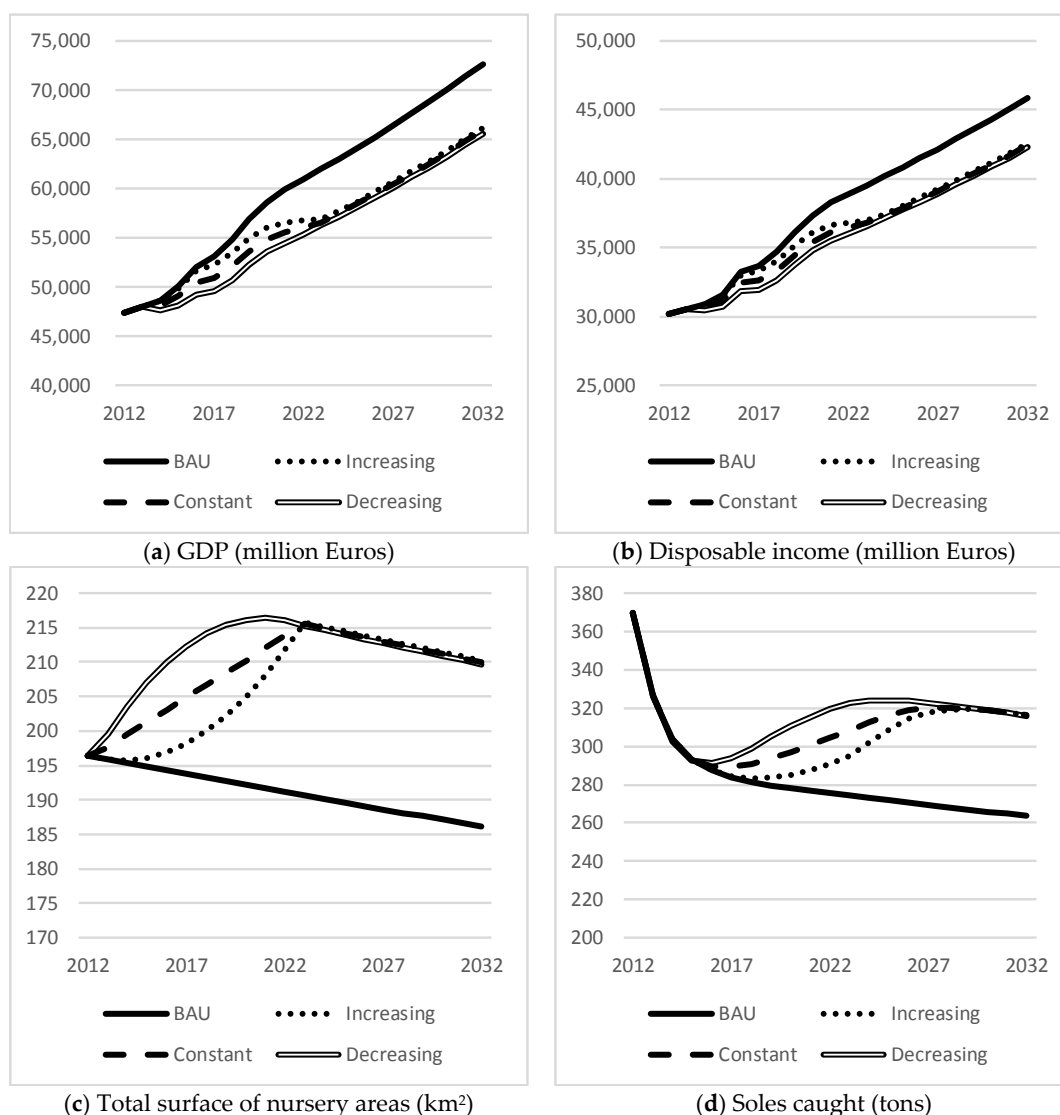 75,000
70,000
65,000
60,000
55,000
50,000
45,000
40,000
2012 2017 2022 2027 2032
BAU Increasing
Constant Decreasing
(a) GDP (million Euros)
50,000
45,000
40,000
35,000
30,000
25,000
2012 2017 2022 2027 2032
BAU Increasing
Constant Decreasing
(b) Disposable income (million Euros)
220
215
210
205
200
195
190
185
180
175
170
2012 2017 2022 2027 2032
BAU Increasing
Constant Decreasing
(c) Total surface of nursery areas (km²)
380
360
340
320
300
280
260
240
220
200
2012 2017 2022 2027 2032
BAU Increasing
Constant Decreasing
(d) Soles caught (tons)